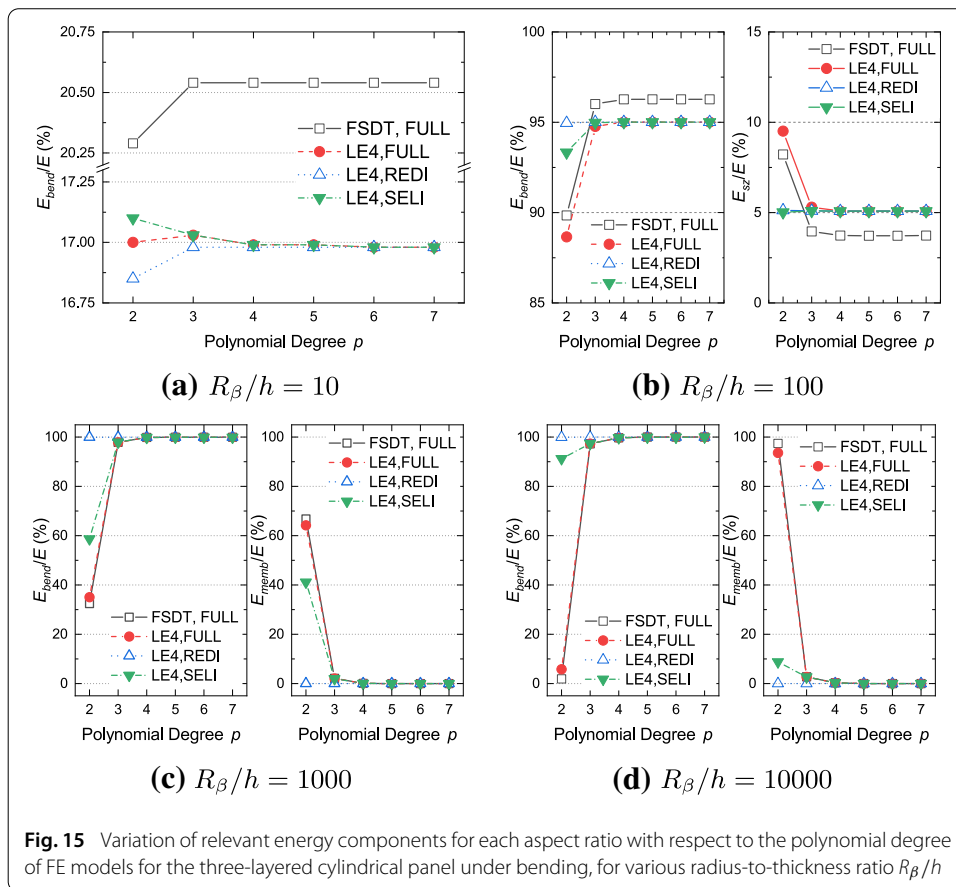 20.75
20.50
20.25
17.25
17.00
16.75
E_bend/E (%)
FSDT, FULL
LE4,FULL
LE4,REDI
LE4,SELI
2 3 4 5 6 7
Polynomial Degree p
(a) R_β/h = 10
100
95
90
85
E_bend/E (%)
FSDT, FULL
LE4,FULL
LE4,REDI
LE4,SELI
2 3 4 5 6 7
Polynomial Degree p
15
10
5
0
E_sz/E (%)
FSDT, FULL
LE4,FULL
LE4,REDI
LE4,SELI
2 3 4 5 6 7
Polynomial Degree p
(b) R_β/h = 100
100
80
60
40
20
0
E_bend/E (%)
FSDT, FULL
LE4,FULL
LE4,REDI
LE4,SELI
2 3 4 5 6 7
Polynomial Degree p
100
80
60
40
20
0
E_memb/E (%)
FSDT, FULL
LE4,FULL
LE4,REDI
LE4,SELI
2 3 4 5 6 7
Polynomial Degree p
(c) R_β/h = 1000
100
80
60
40
20
0
E_bend/E (%)
FSDT, FULL
LE4,FULL
LE4,REDI
LE4,SELI
2 3 4 5 6 7
Polynomial Degree p
100
80
60
40
20
0
E_memb/E (%)
FSDT, FULL
LE4,FULL
LE4,REDI
LE4,SELI
2 3 4 5 6 7
Polynomial Degree p
(d) R_β/h = 10000
Fig. 15 Variation of relevant energy components for each aspect ratio with respect to the polynomial degree
of FE models for the three-layered cylindrical panel under bending, for various radius-to-thickness ratio R_β/h